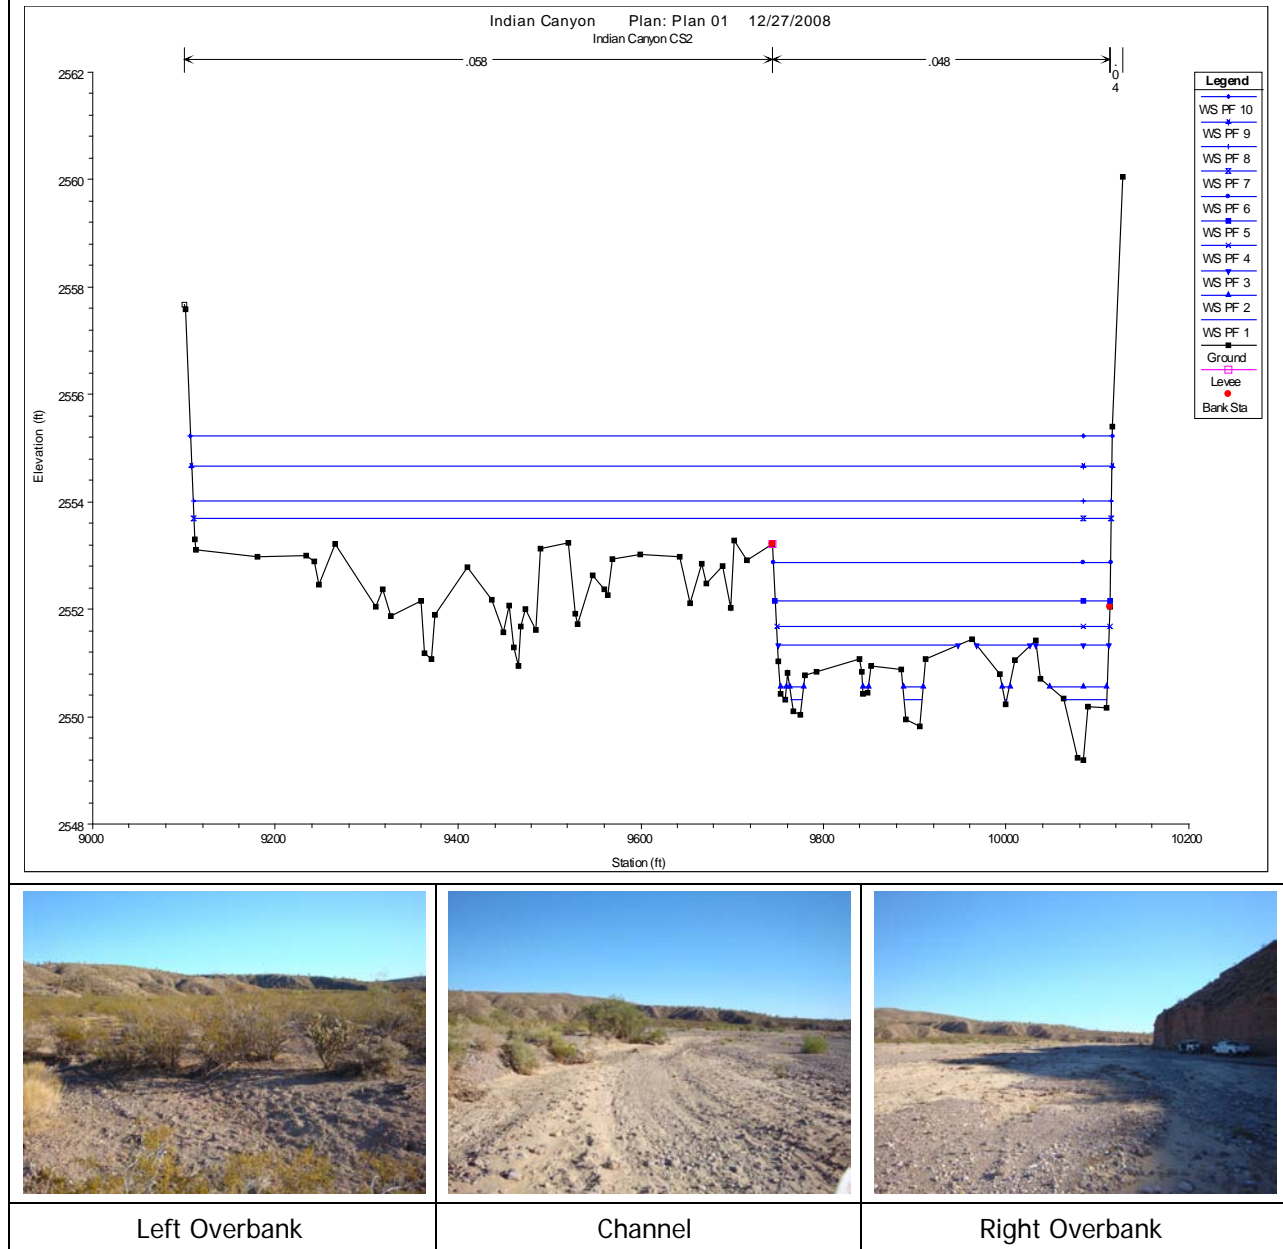 Indian Canyon Plan: Plan 01 12/27/2008
Indian Canyon CS2
.058
.048
.04
Legend
WS PF 10
WS PF 9
WS PF 8
WS PF 7
WS PF 6
WS PF 5
WS PF 4
WS PF 3
WS PF 2
WS PF 1
Ground
Levee
Bank Sta
Elevation (ft)
2562
2560
2558
2556
2554
2552
2550
2548
9000 9200 9400 9600 9800 10000 10200
Station (ft)
Left Overbank Channel Right Overbank